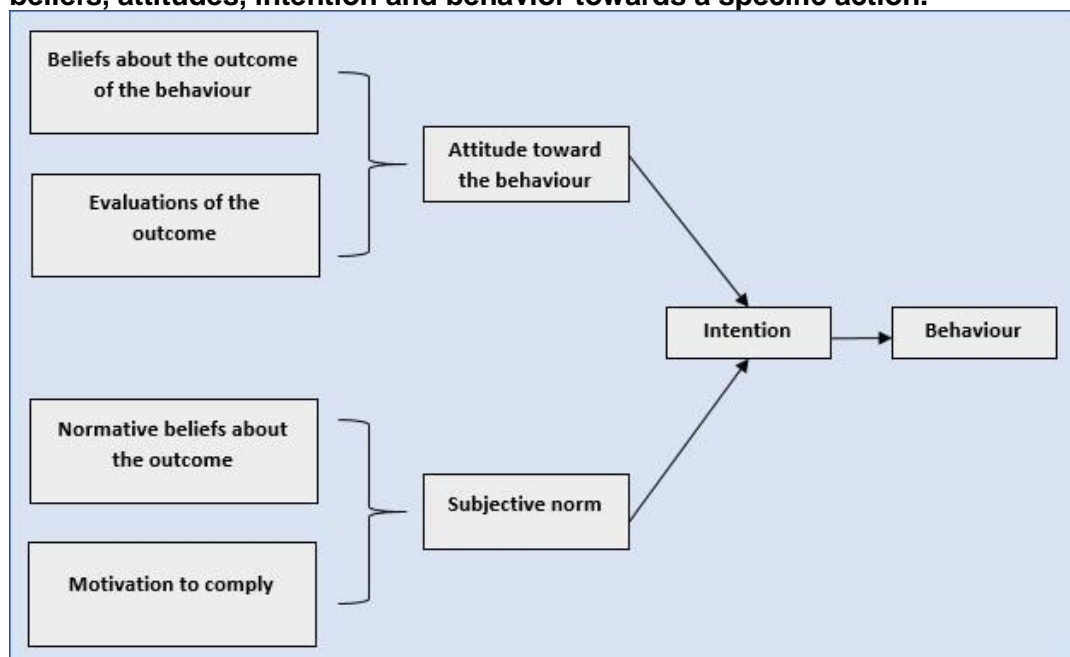 beliefs, attitudes, intention and behavior towards a specific action.
Beliefs about the outcome
of the behaviour
Evaluations of the
outcome
Attitude toward
the behaviour
Intention
Behaviour
Normative beliefs about
the outcome
Subjective norm
Motivation to comply